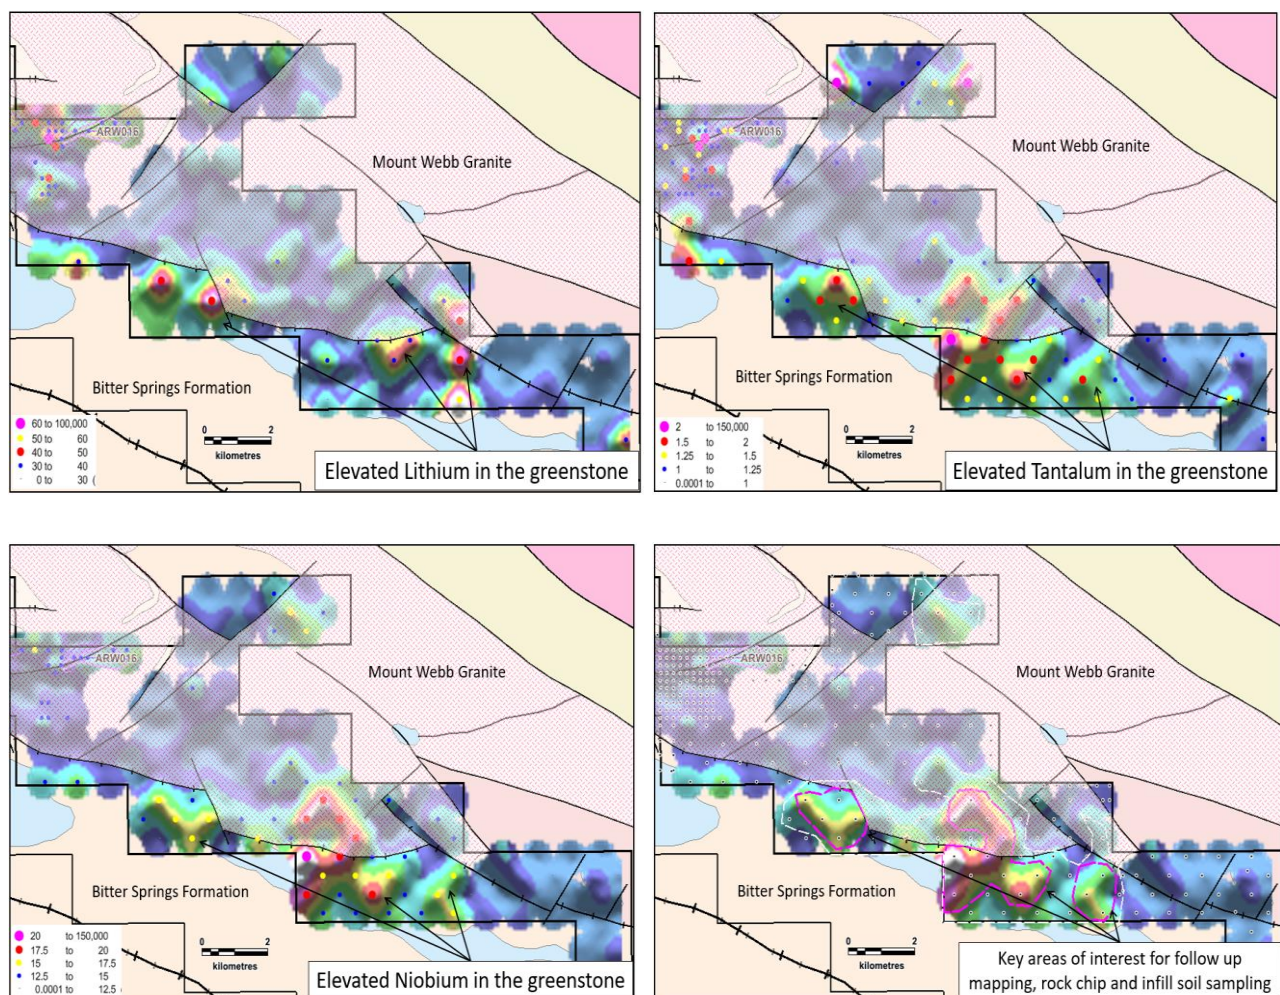 ARW016
Mount Webb Granite
Bitter Springs Formation
60 to 100,000
50 to 60
40 to 50
30 to 40
0 to 30 (
0 2
kilometres
Elevated Lithium in the greenstone
ARW016
Mount Webb Granite
Bitter Springs Formation
2 to 150,000
1.5 to 2
1.25 to 1.5
1 to 1.25
0.0001 to 1
0 2
kilometres
Elevated Tantalum in the greenstone
ARW016
Mount Webb Granite
Bitter Springs Formation
20 to 150,000
17.5 to 20
15 to 17.5
12.5 to 15
0.0001 to 12.5
0 2
kilometres
Elevated Niobium in the greenstone
ARW016
Mount Webb Granite
Bitter Springs Formation
0 2
kilometres
Key areas of interest for follow up
mapping, rock chip and infill soil sampling